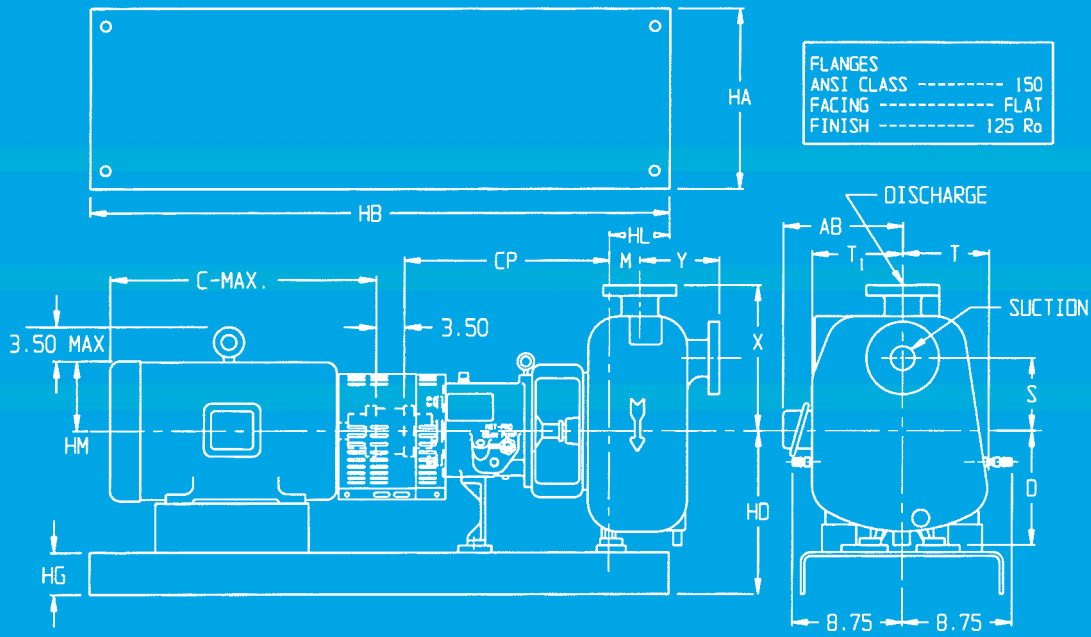 FLANGES
ANSI CLASS --------- 150
FACING ------------ FLAT
FINISH ---------- 125 Ra
HA
HB
DISCHARGE
AB
HL
T1
T
CP
M
Y
C-MAX.
SUCTION
3.50
3.50 MAX
X
S
HM
D
HO
HG
8.75
8.75